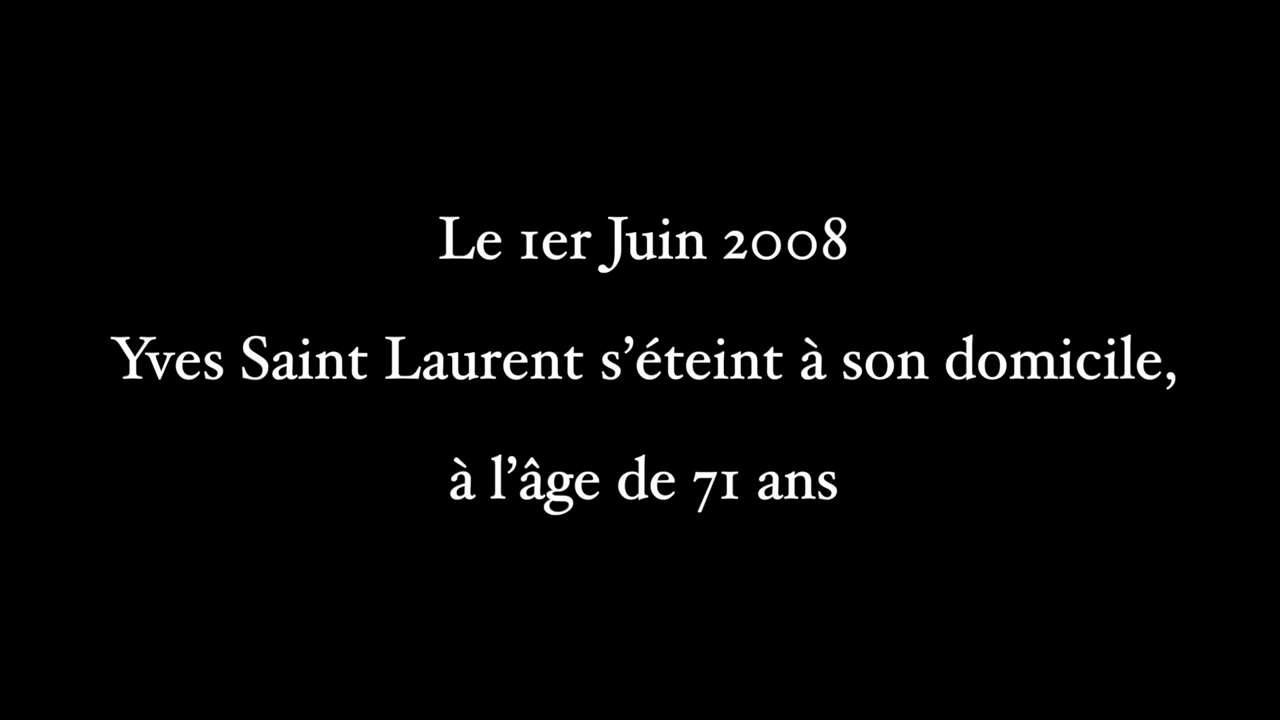 Le 1er Juin 2008
Yves Saint Laurent s’éteint à son domicile,
à l’âge de 71 ans